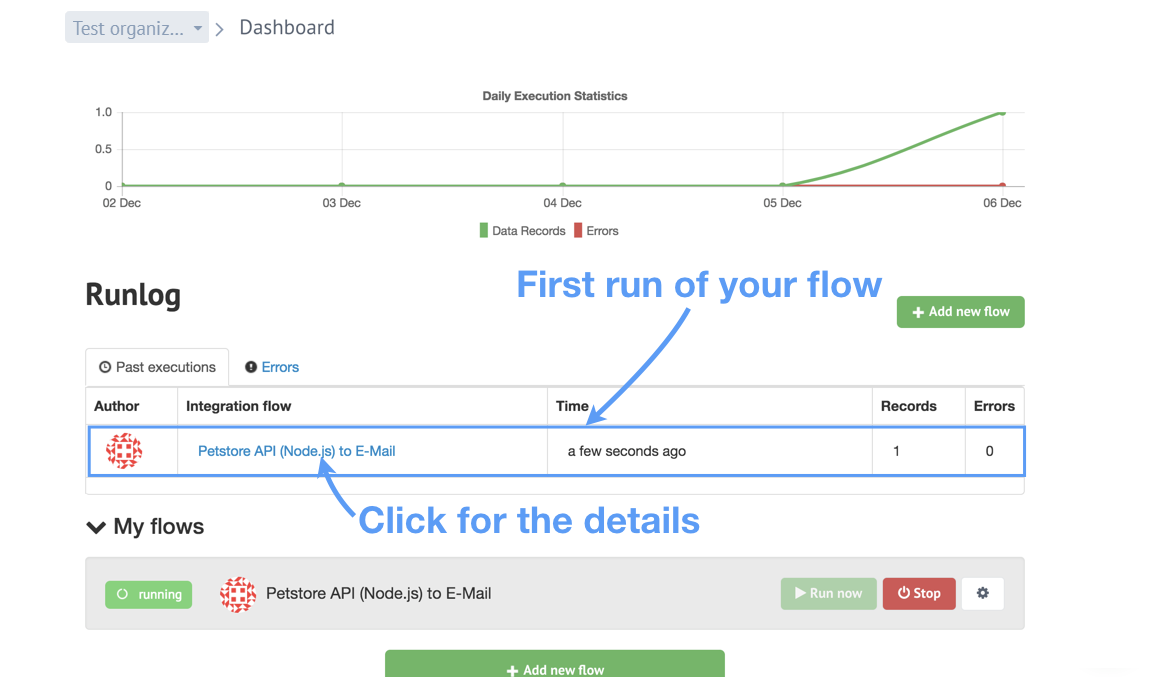 Test organiz... > Dashboard
Daily Execution Statistics
1.0
0.5
0
02 Dec 03 Dec 04 Dec 05 Dec 06 Dec
Data Records Errors
First run of your flow
Runlog
Add new flow
Past executions Errors
Author Integration flow Time Records Errors
Petstore API (Node.js) to E-Mail a few seconds ago 1 0
Click for the details
My flows
running Petstore API (Node.js) to E-Mail Run now Stop
Add new flow